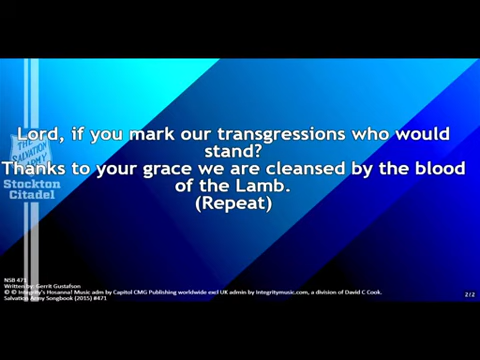 Lord, if you mark our transgressions who would
stand?
Thanks to your grace we are cleansed by the blood
of the Lamb.
(Repeat)
THE
SALVATION
ARMY
Stockton
Citadel
NSB 471
Written by: Gerrit Gustafson
© © Integrity's Hosanna! Music adm by Capitol CMG Publishing worldwide excl UK admin by Integritymusic.com, a division of David C Cook.
Salvation Army Songbook (2015) #471
2/2